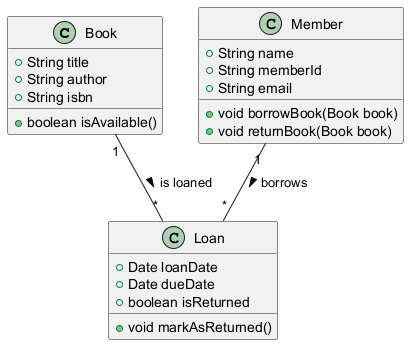 C Book
String title
String author
String isbn
boolean isAvailable()
C Member
String name
String memberId
String email
void borrowBook(Book book)
void returnBook(Book book)
1
1
is loaned
borrows
*
*
C Loan
Date loanDate
Date dueDate
boolean isReturned
void markAsReturned()